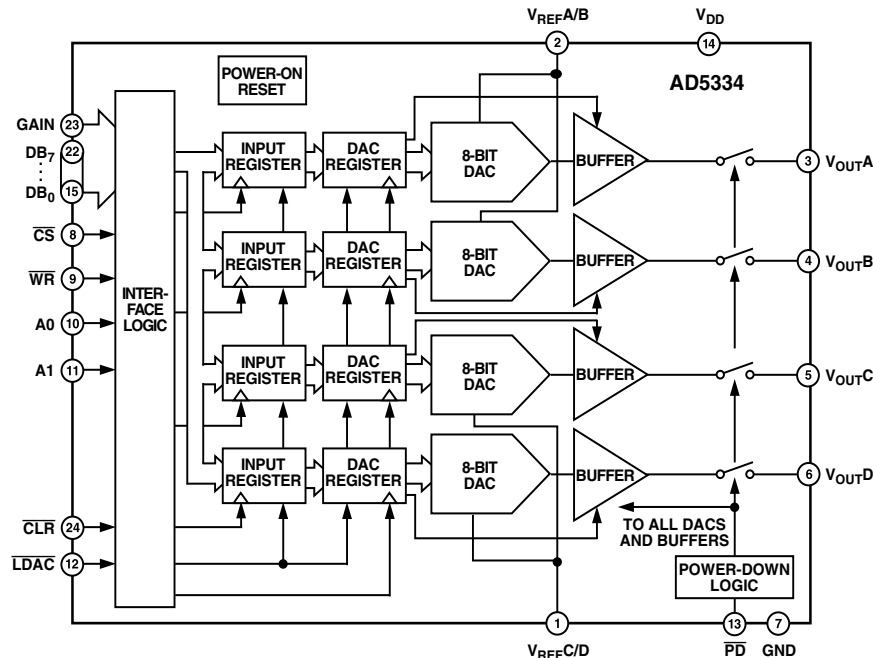 VREFA/B
VDD
2
14
POWER-ON
RESET
AD5334
GAIN 23
DB7 22
DB0 15
CS 8
WR 9
A0 10
A1 11
CLR 24
LDAC 12
INTER-
FACE
LOGIC
INPUT
REGISTER
DAC
REGISTER
8-BIT
DAC
BUFFER
3 VOUTA
INPUT
REGISTER
DAC
REGISTER
8-BIT
DAC
BUFFER
4 VOUTB
INPUT
REGISTER
DAC
REGISTER
8-BIT
DAC
BUFFER
5 VOUTC
INPUT
REGISTER
DAC
REGISTER
8-BIT
DAC
BUFFER
6 VOUTD
TO ALL DACS
AND BUFFERS
POWER-DOWN
LOGIC
1
13
7
VREFC/D
PD
GND